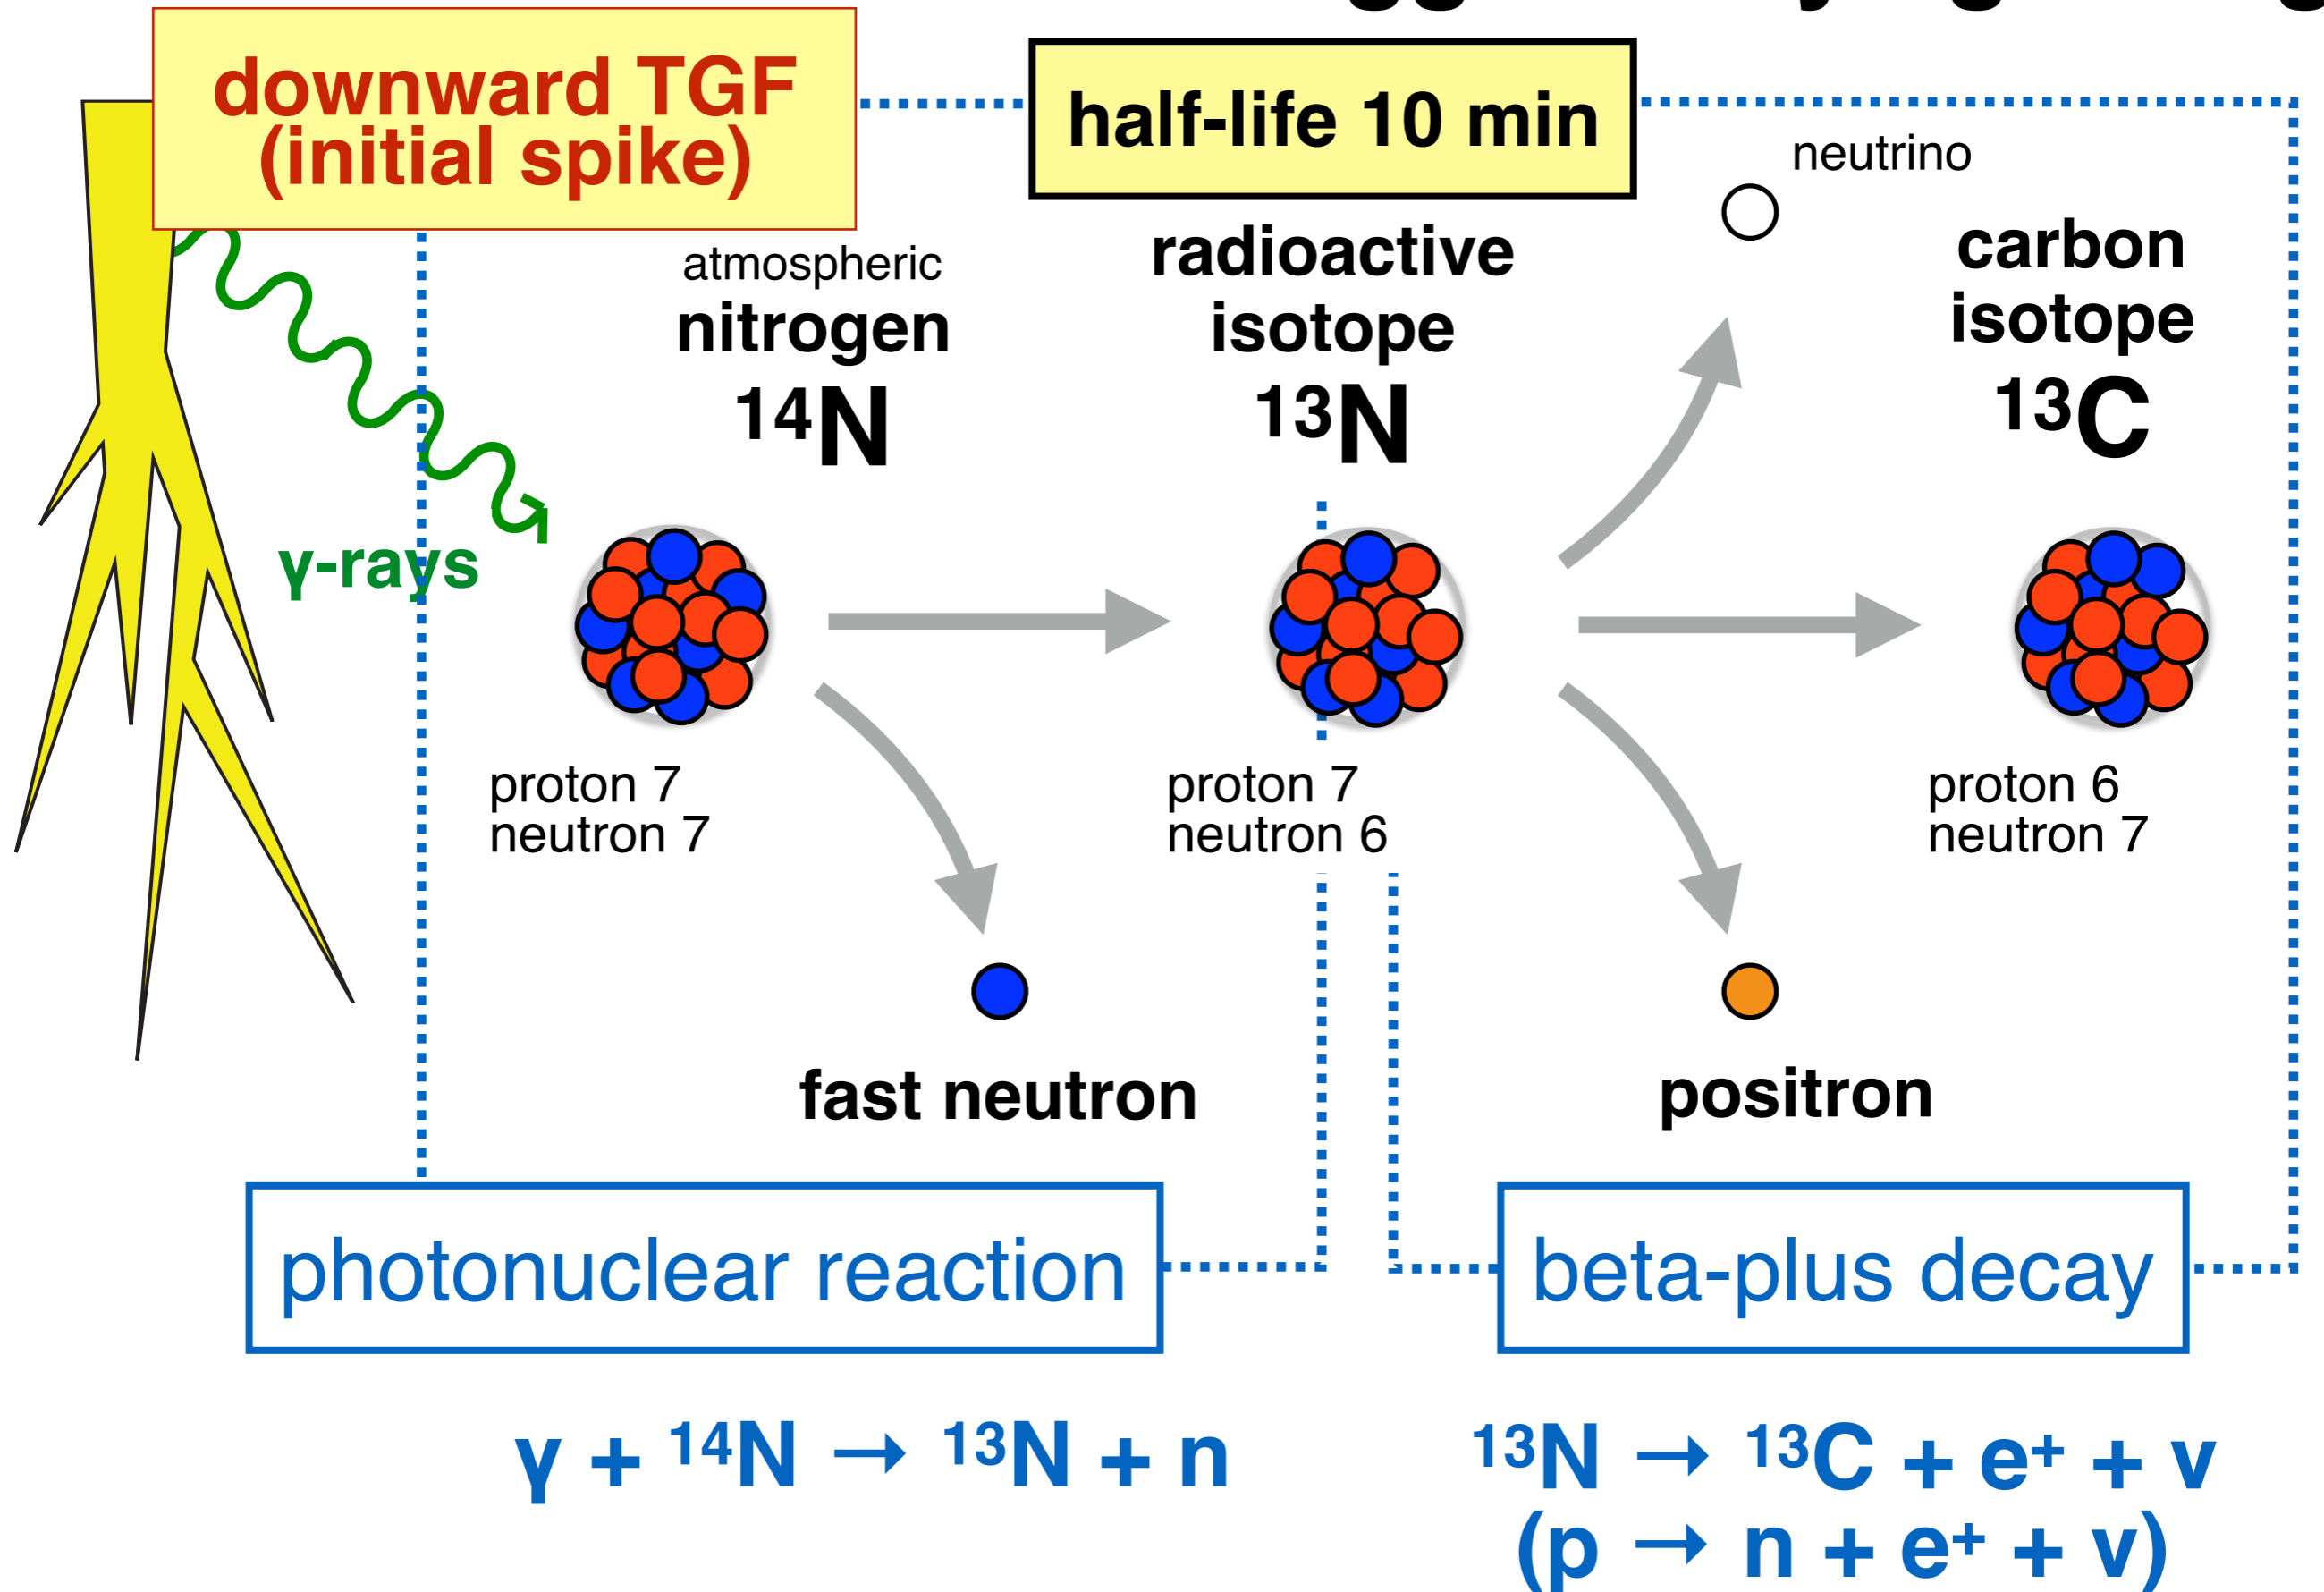 downward TGF
(initial spike)
half-life 10 min
neutrino
atmospheric
nitrogen
¹⁴N
radioactive
isotope
¹³N
carbon
isotope
¹³C
γ-rays
proton 7
neutron 7
proton 7
neutron 6
proton 6
neutron 7
fast neutron
positron
photonuclear reaction
beta-plus decay
γ + ¹⁴N → ¹³N + n
¹³N → ¹³C + e⁺ + ν
(p → n + e⁺ + ν)